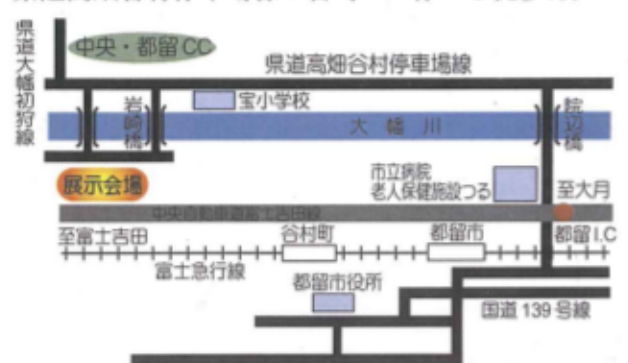 県道大幡初狩線
中央・都留CC
県道高畑谷村停車場線
宝小学校
岩崎橋
大幡川
院辺橋
展示会場
市立病院
老人保健施設つる
至大月
中央自動車道富士吉田線
至富士吉田
谷村町
都留市
都留I.C
富士急行線
都留市役所
国道139号線